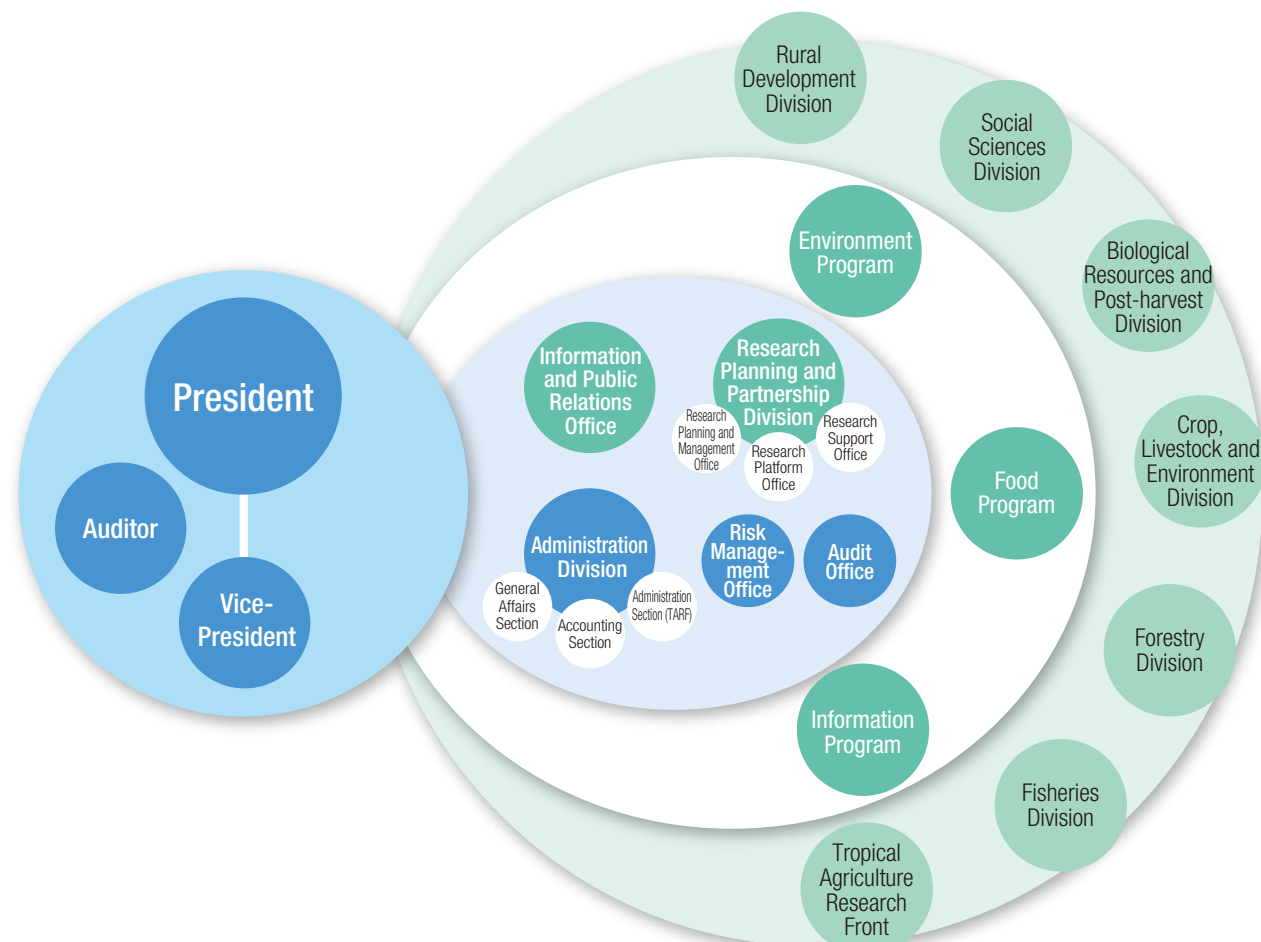 President
Auditor
Vice-
President
Information
and Public
Relations
Office
Research
Planning and
Partnership
Division
Research
Planning and
Management
Office
Research
Platform
Office
Research
Support
Office
Administration
Division
General
Affairs
Section
Accounting
Section
Administration
Section (TARF)
Risk
Manage-
ment
Office
Audit
Office
Environment
Program
Food
Program
Information
Program
Rural
Development
Division
Social
Sciences
Division
Biological
Resources and
Post-harvest
Division
Crop,
Livestock and
Environment
Division
Forestry
Division
Fisheries
Division
Tropical
Agriculture
Research
Front